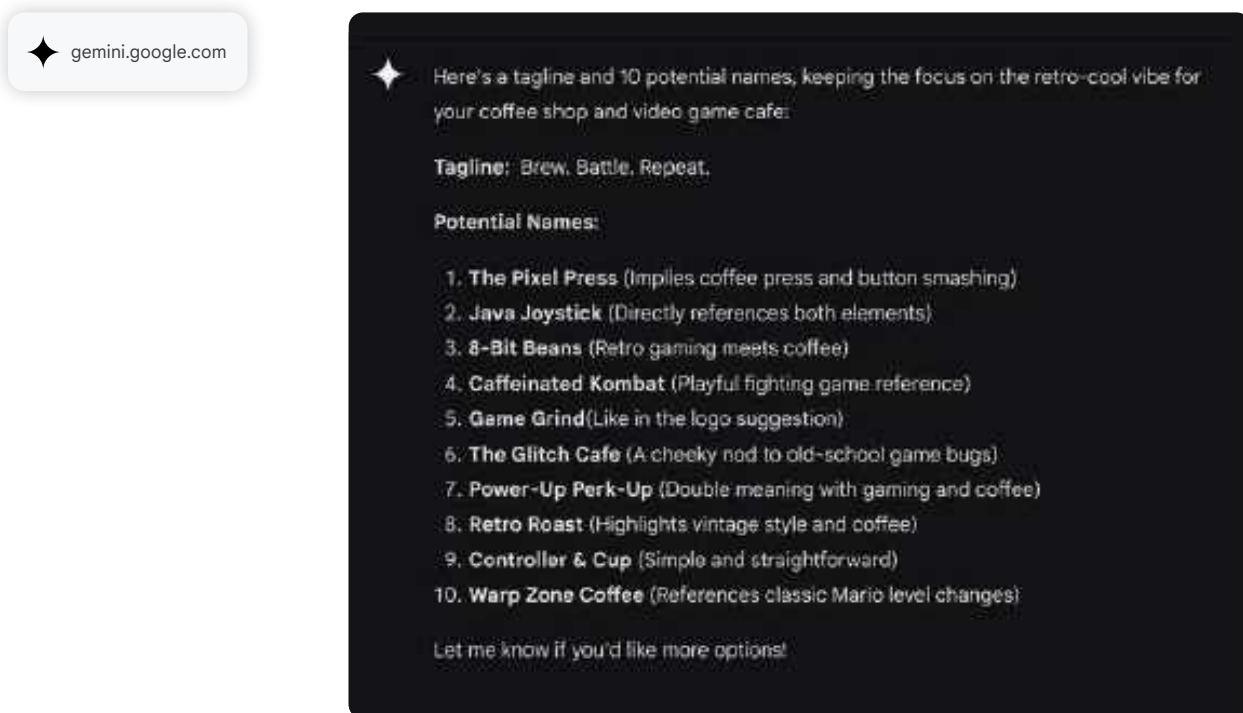 gemini.google.com
Here's a tagline and 10 potential names, keeping the focus on the retro-cool vibe for
your coffee shop and video game cafe:
Tagline: Brew. Battle. Repeat.
Potential Names:
1. The Pixel Press (Implies coffee press and button smashing)
2. Java Joystick (Directly references both elements)
3. 8-Bit Beans (Retro gaming meets coffee)
4. Caffeinated Kombat (Playful fighting game reference)
5. Game Grind(Like in the logo suggestion)
6. The Glitch Cafe (A cheeky nod to old-school game bugs)
7. Power-Up Perk-Up (Double meaning with gaming and coffee)
8. Retro Roast (Highlights vintage style and coffee)
9. Controller & Cup (Simple and straightforward)
10. Warp Zone Coffee (References classic Mario level changes)
Let me know if you'd like more options!